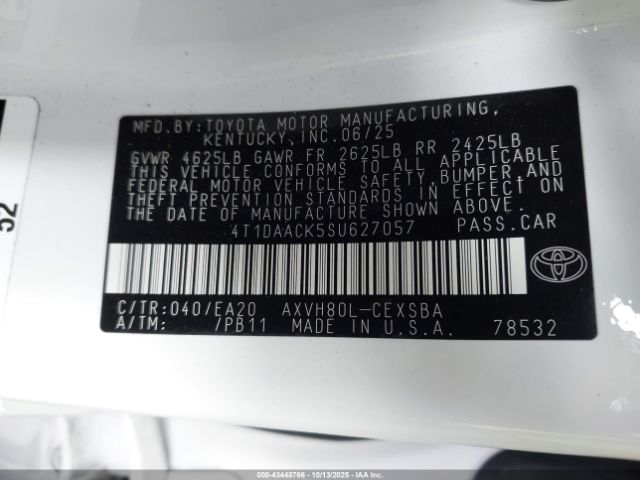 MFD. BY: TOYOTA MOTOR MANUFACTURING,
KENTUCKY, INC. 06/25
GVWR 4625LB GAWR FR 2625LB RR 2425LB
THIS VEHICLE CONFORMS TO ALL APPLICABLE
FEDERAL MOTOR VEHICLE SAFETY, BUMPER, AND
THEFT PREVENTION STANDARDS IN EFFECT ON
THE DATE OF MANUFACTURE SHOWN ABOVE.
4T1DAACK5SU627057 PASS.CAR
C/TR: 040/EA20 AXVH80L-CEXSBA
A/TM: /PB11 MADE IN U.S.A. 78532
52
000-43448766 10/13/2025 IAA, Inc.